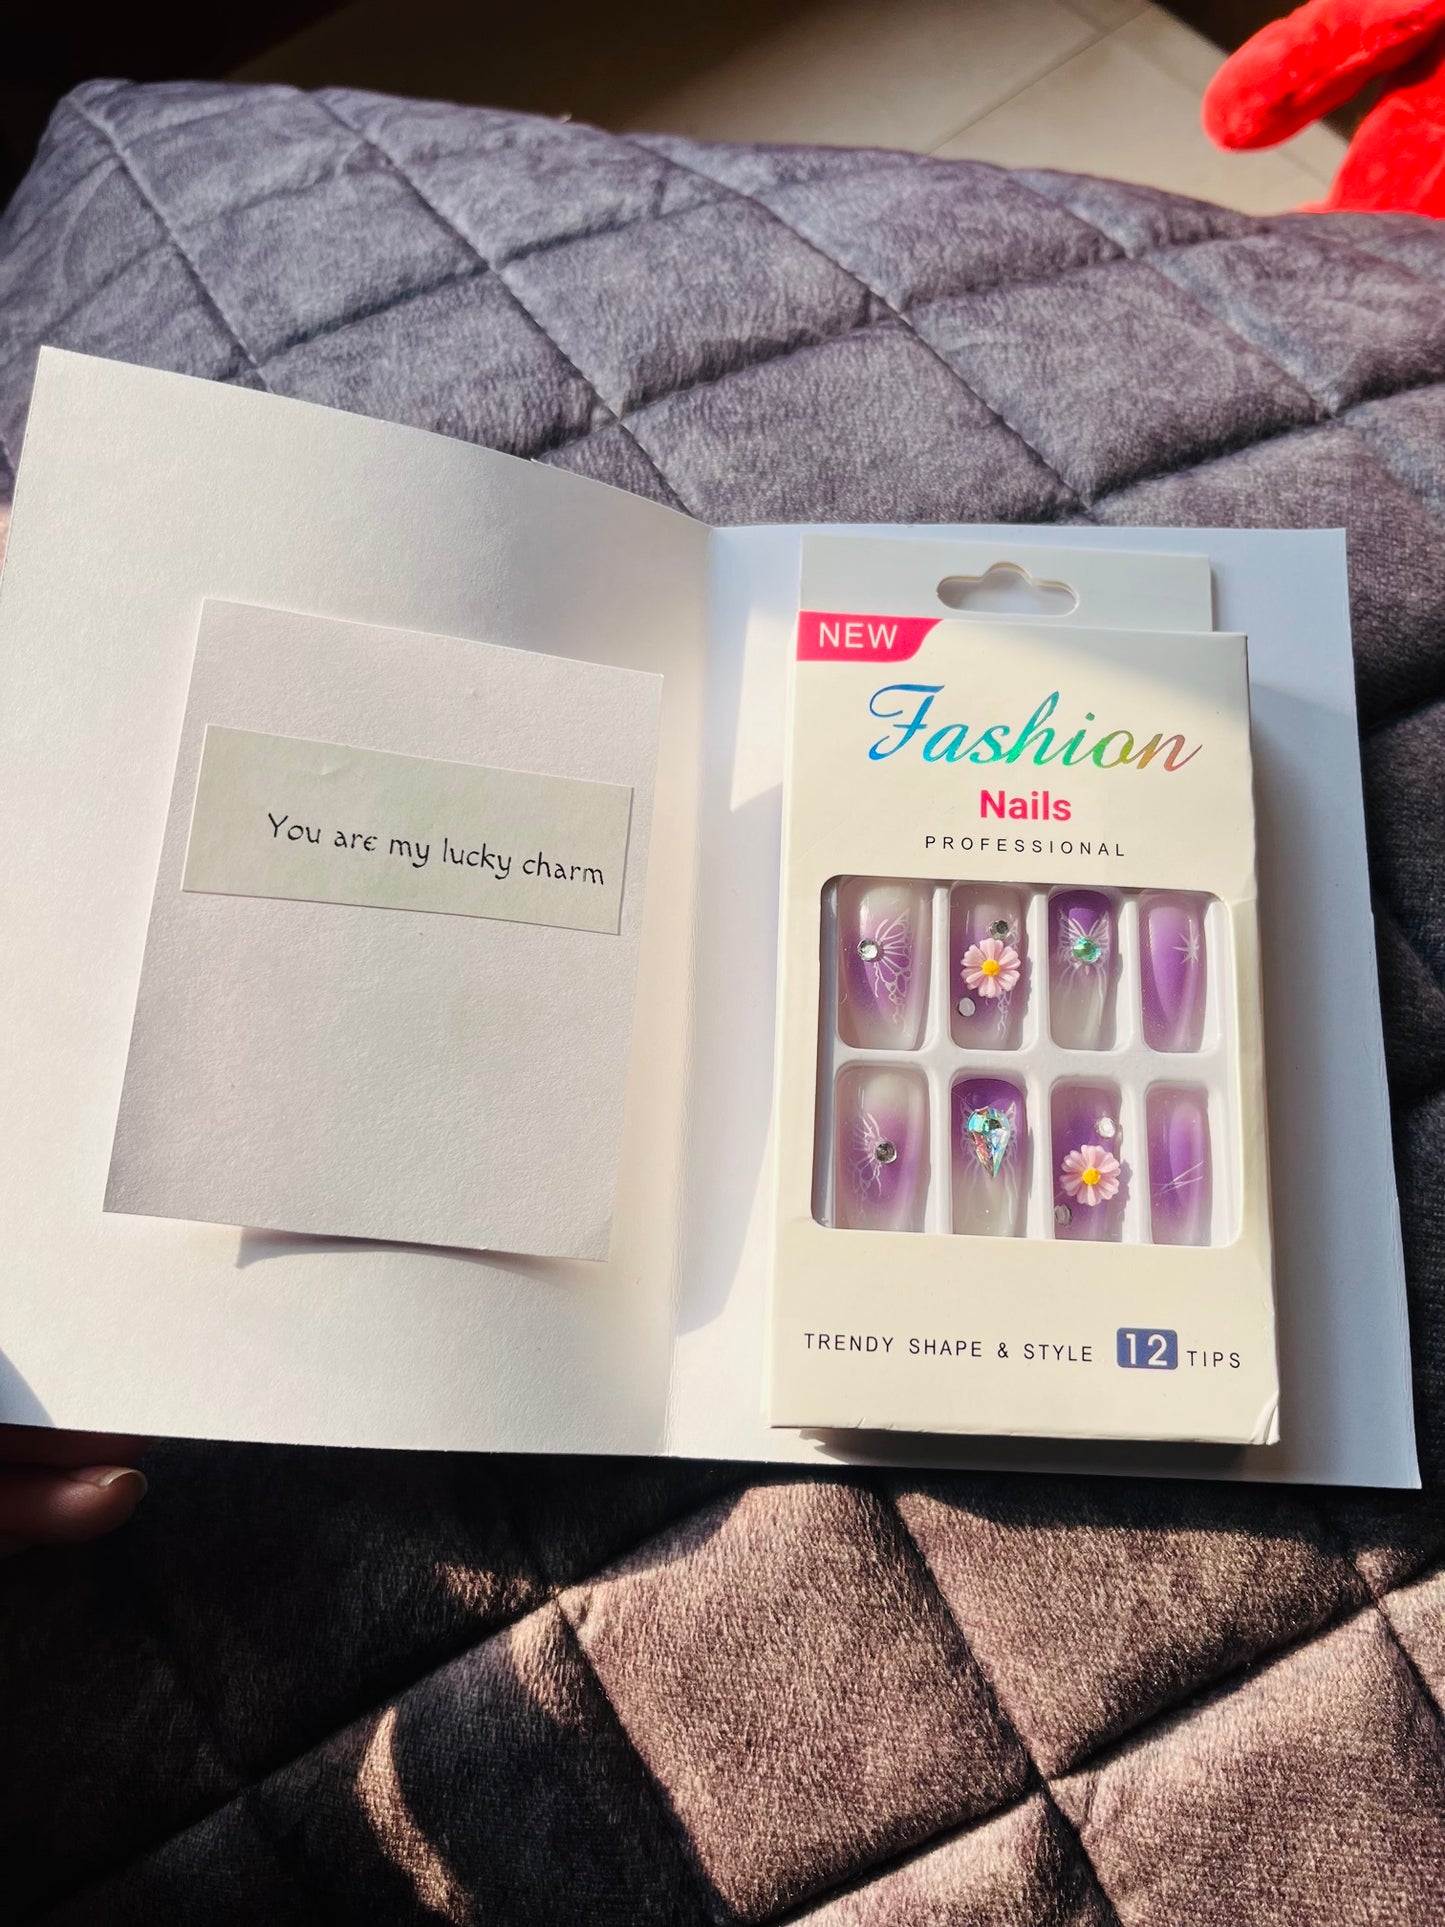 You are my lucky charm
NEW
Fashion
Nails
PROFESSIONAL
TRENDY SHAPE & STYLE 12 TIPS